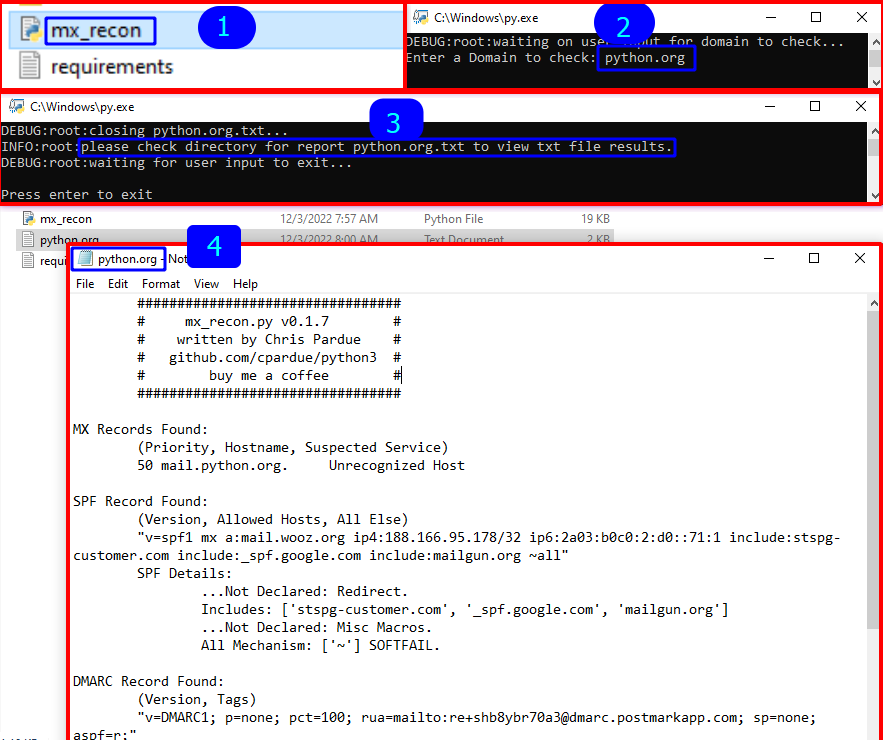 mx_recon
1
requirements
C:\Windows\py.exe
2
DEBUG:root:waiting on user input for domain to check...
Enter a Domain to check: python.org
C:\Windows\py.exe
3
DEBUG:root:closing python.org.txt...
INFO:root:please check directory for report python.org.txt to view txt file results.
DEBUG:root:waiting for user input to exit...
Press enter to exit
mx_recon 12/3/2022 7:57 AM Python File 19 KB
python.org 12/3/2022 8:00 AM Text Document 2 KB
requi
4
python.org - Not
File Edit Format View Help
#################################
# mx_recon.py v0.1.7 #
# written by Chris Pardue #
# github.com/cpardue/python3 #
# buy me a coffee #
#################################
MX Records Found:
(Priority, Hostname, Suspected Service)
50 mail.python.org. Unrecognized Host
SPF Record Found:
(Version, Allowed Hosts, All Else)
"v=spf1 mx a:mail.wooz.org ip4:188.166.95.178/32 ip6:2a03:b0c0:2:d0::71:1 include:stspg-
customer.com include:_spf.google.com include:mailgun.org ~all"
SPF Details:
...Not Declared: Redirect.
Includes: ['stspg-customer.com', '_spf.google.com', 'mailgun.org']
...Not Declared: Misc Macros.
All Mechanism: ['~'] SOFTFAIL.
DMARC Record Found:
(Version, Tags)
"v=DMARC1; p=none; pct=100; rua=mailto:re+shb8ybr70a3@dmarc.postmarkapp.com; sp=none;
aspf=r;"